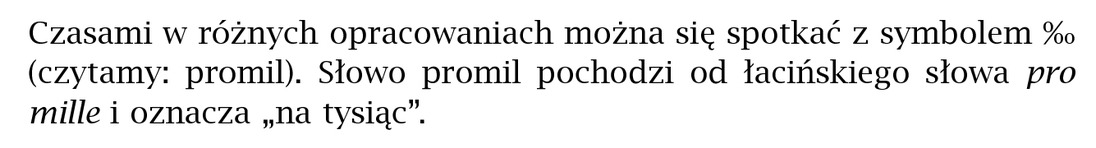 Czasami w różnych opracowaniach można się spotkać z symbolem ‰
(czytamy: promil). Słowo promil pochodzi od łacińskiego słowa pro
mille i oznacza „na tysiąc”.